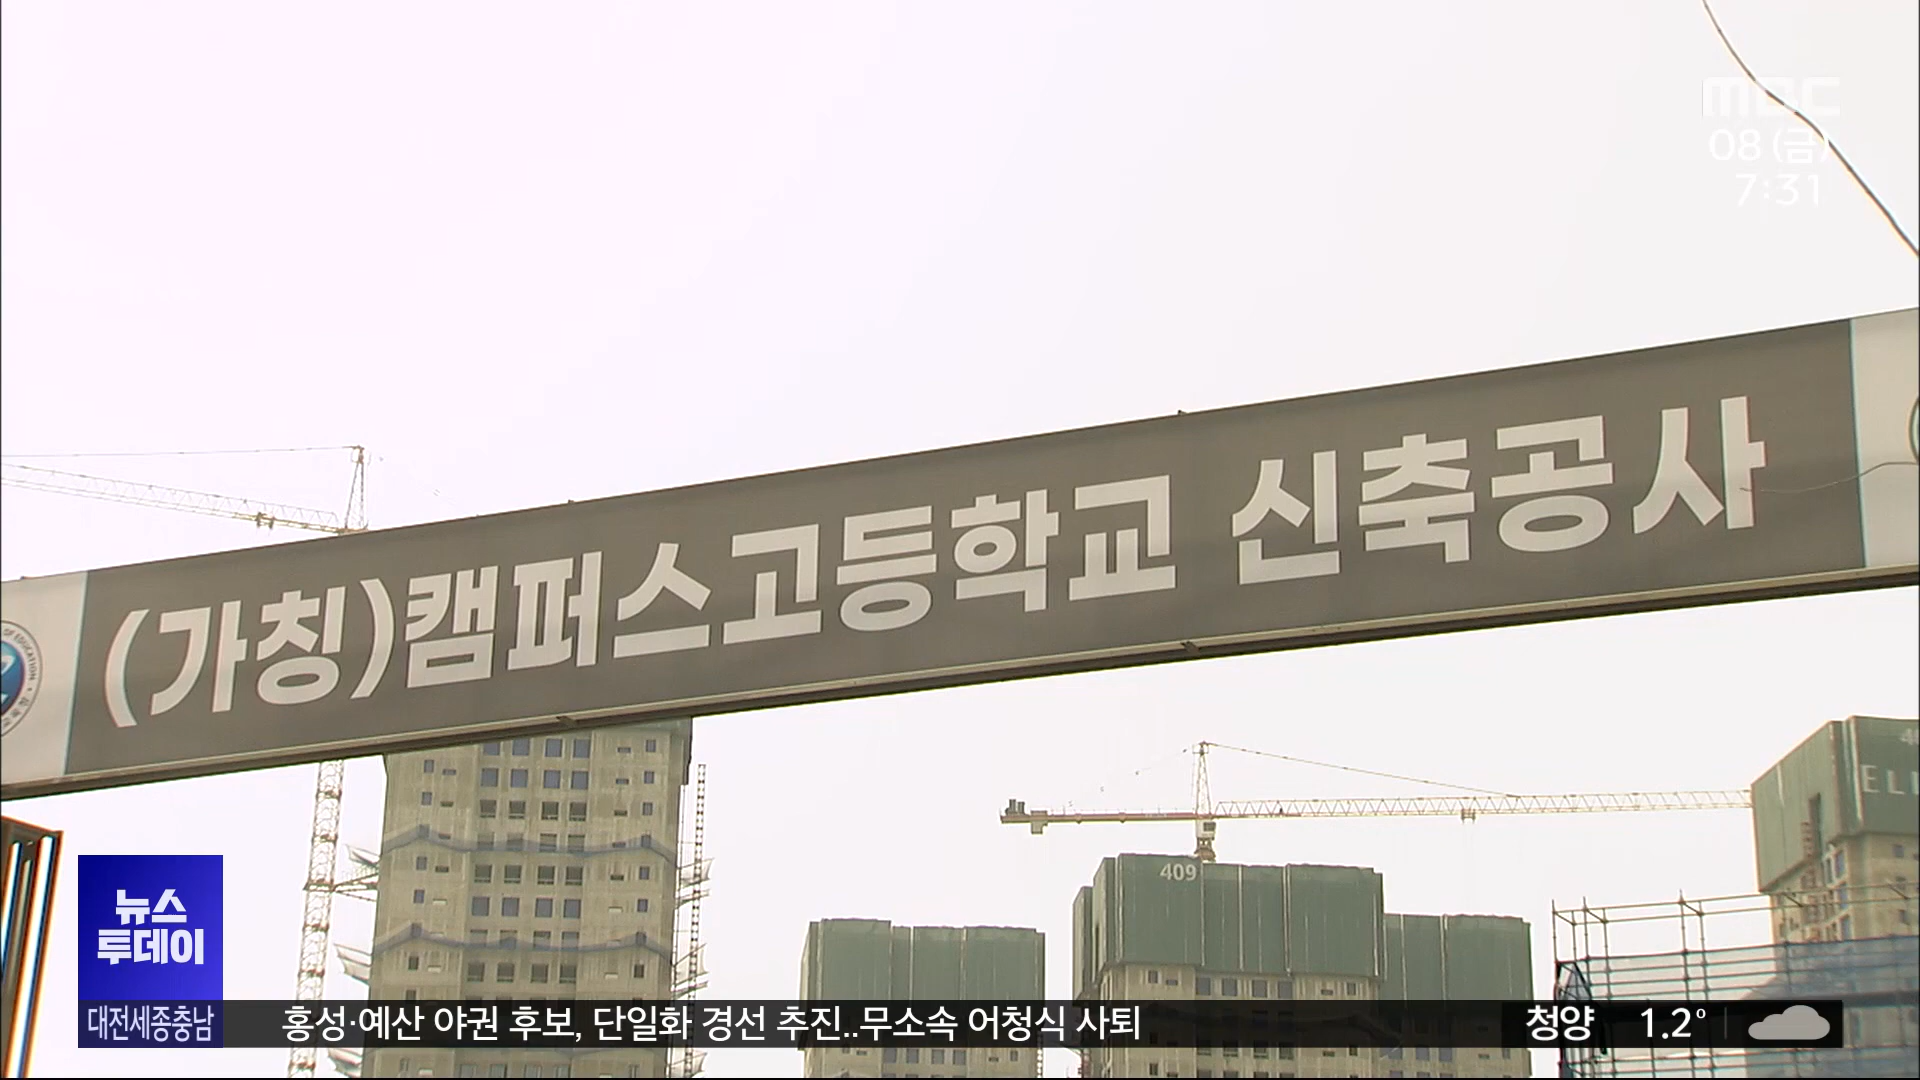 MBC
08 (금)
7:31
(가칭)캠퍼스고등학교 신축공사
OF EDUCATION
409
ELI
뉴스
투데이
대전세종충남
홍성·예산 야권 후보, 단일화 경선 추진..무소속 어청식 사퇴
청양 1.2°